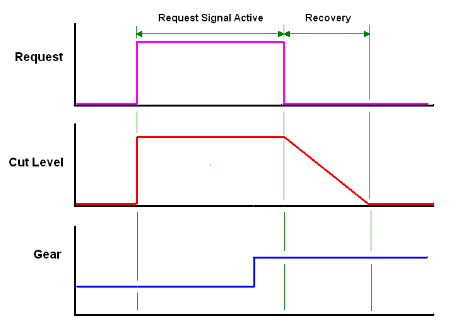 Request Signal Active
Recovery
Request
Cut Level
Gear